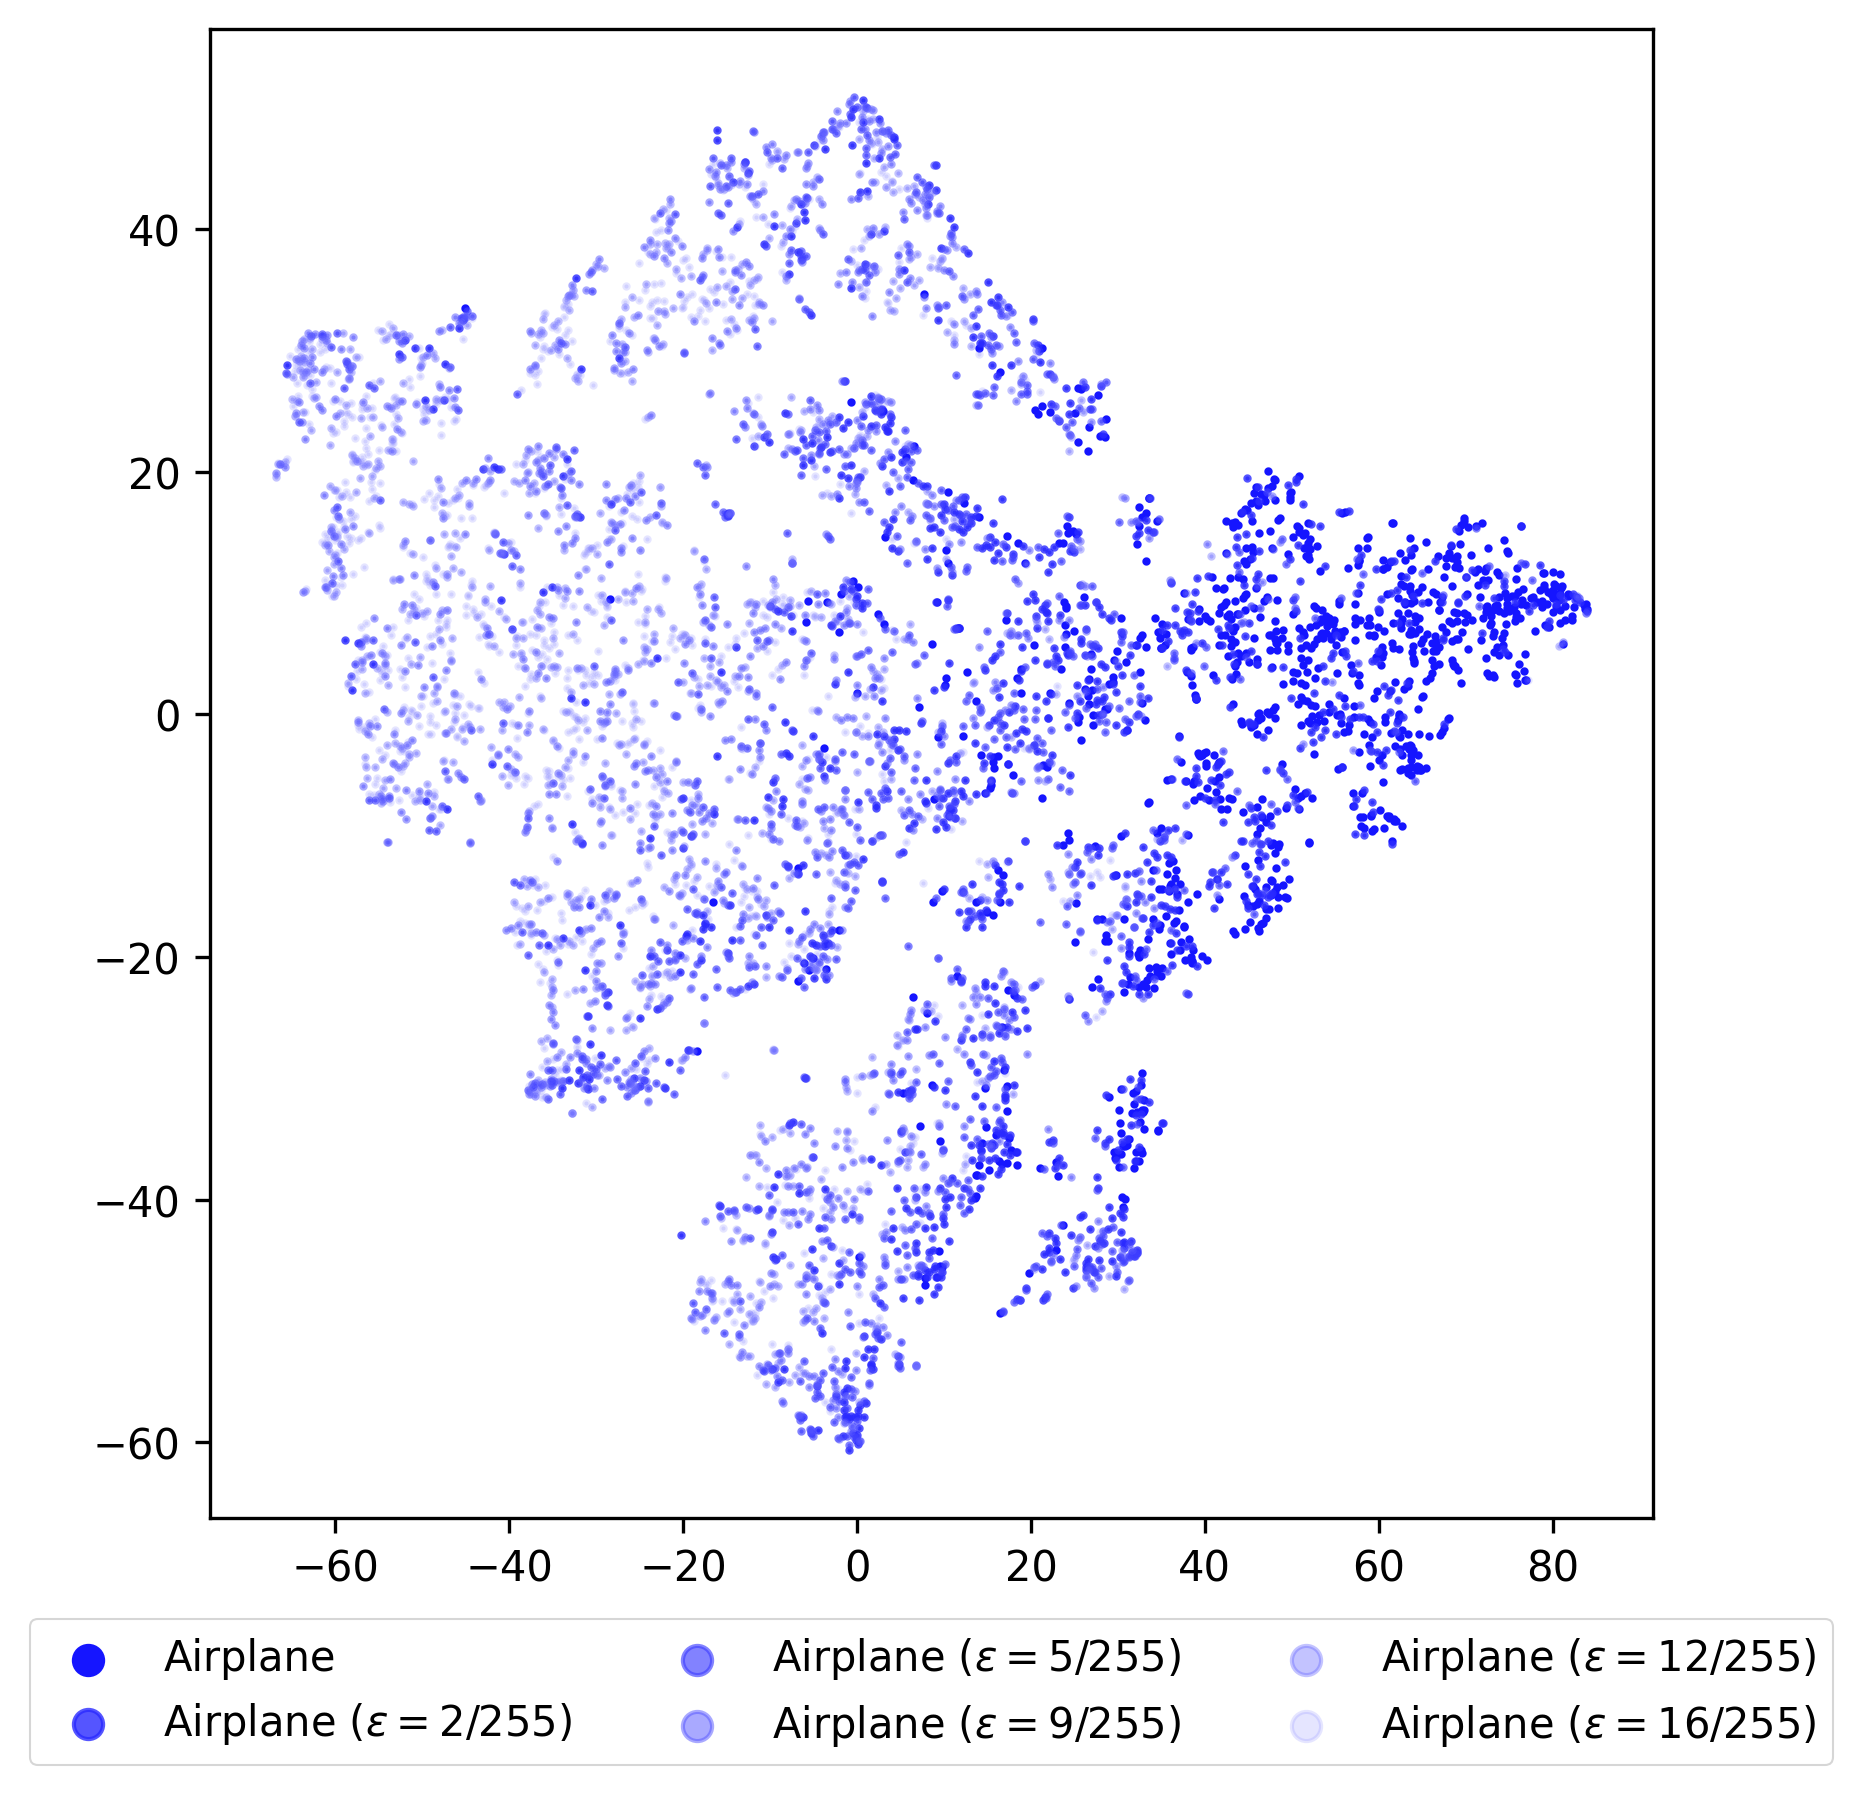 40
20
0
−20
−40
−60
−60 −40 −20 0 20 40 60 80
Airplane Airplane (ε = 5/255) Airplane (ε = 12/255)
Airplane (ε = 2/255) Airplane (ε = 9/255) Airplane (ε = 16/255)